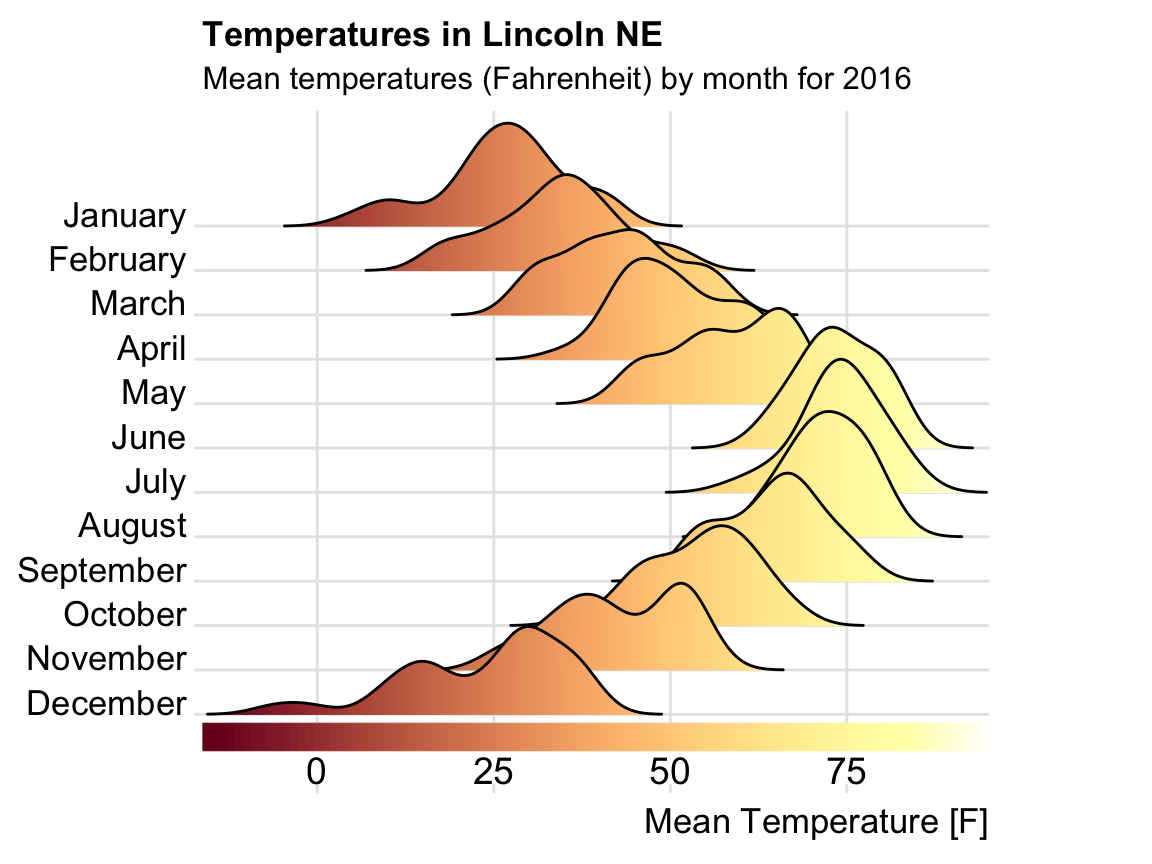 Temperatures in Lincoln NE
Mean temperatures (Fahrenheit) by month for 2016
January
February
March
April
May
June
July
August
September
October
November
December
0 25 50 75
Mean Temperature [F]